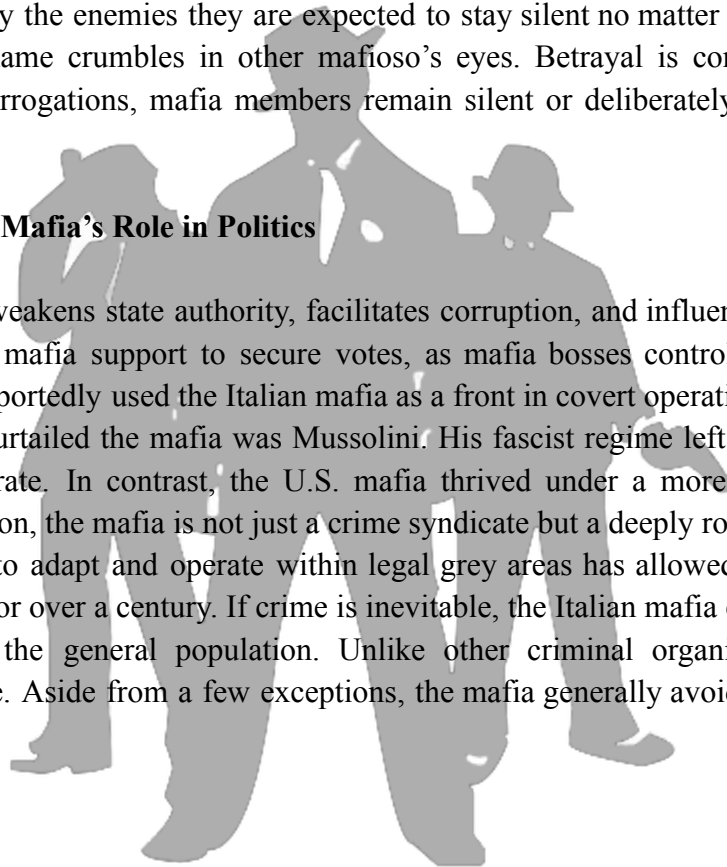 y the enemies they are expected to stay silent no matter
ame crumbles in other mafioso’s eyes. Betrayal is con
rrogations, mafia members remain silent or deliberately
Mafia’s Role in Politics
weakens state authority, facilitates corruption, and influen
mafia support to secure votes, as mafia bosses control
portedly used the Italian mafia as a front in covert operati
urtailed the mafia was Mussolini. His fascist regime left
rate. In contrast, the U.S. mafia thrived under a more
on, the mafia is not just a crime syndicate but a deeply ro
to adapt and operate within legal grey areas has allowed
or over a century. If crime is inevitable, the Italian mafia
the general population. Unlike other criminal organi
e. Aside from a few exceptions, the mafia generally avoid